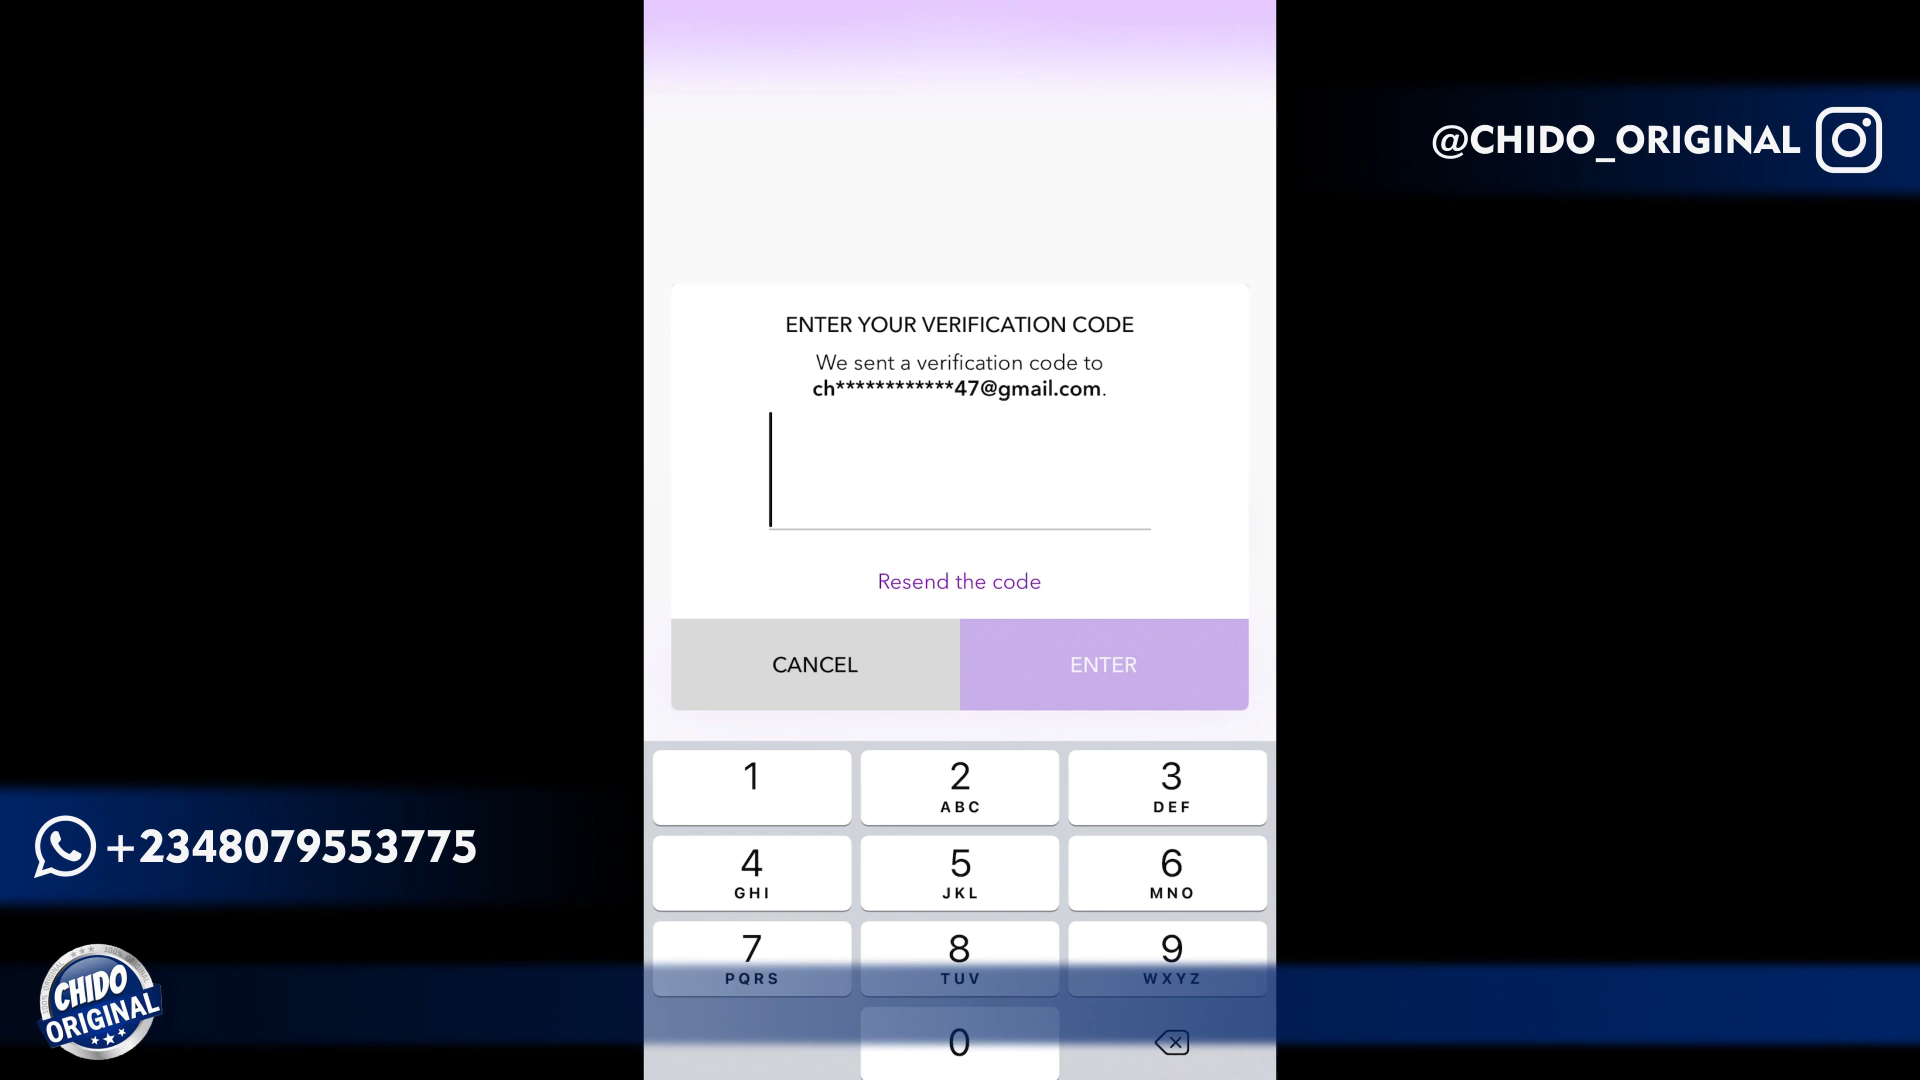 @CHIDO_ORIGINAL
ENTER YOUR VERIFICATION CODE
We sent a verification code to
ch************47@gmail.com.
Resend the code
CANCEL
ENTER
1
2
ABC
3
DEF
4
GHI
5
JKL
6
MNO
7
PQRS
8
TUV
9
WXYZ
0
+2348079553775
CHIDO
ORIGINAL